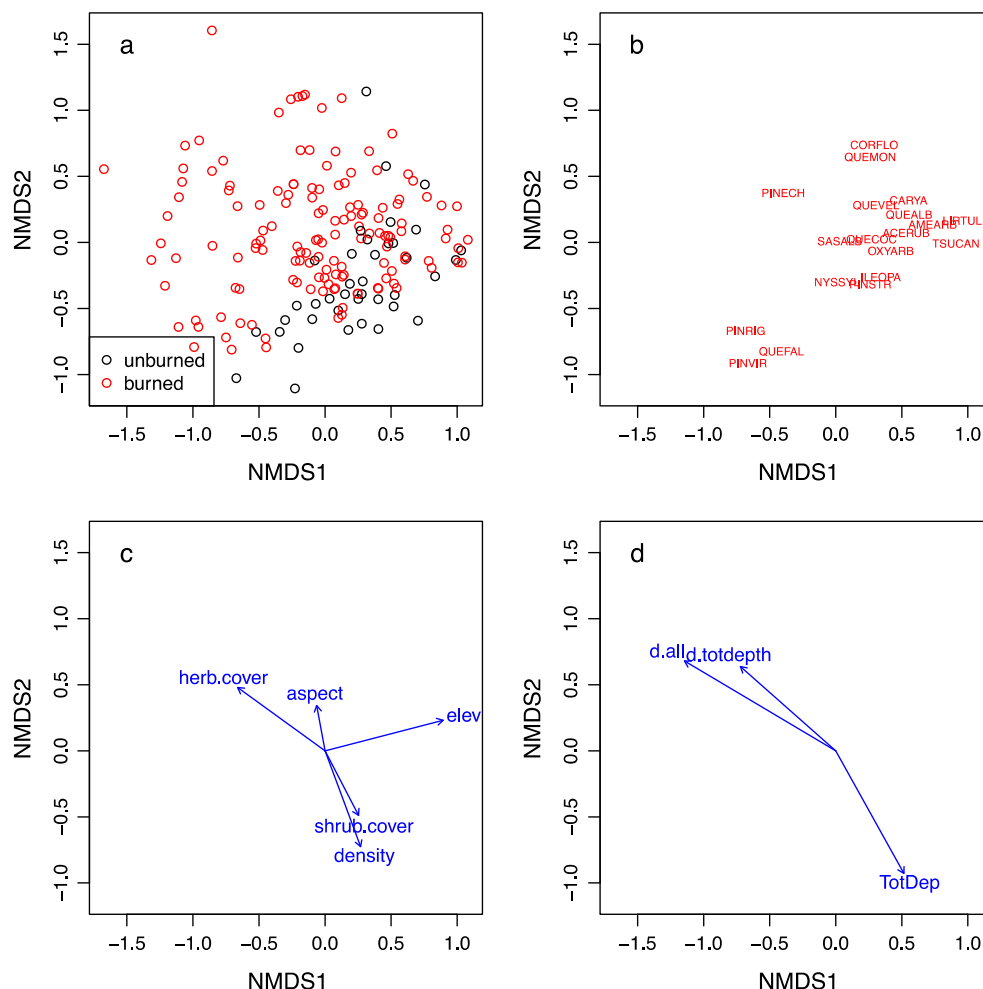 a
1.5
1.0
0.5
0.0
−0.5
−1.0
NMDS2
unburned
burned
−1.5 −1.0 −0.5 0.0 0.5 1.0
NMDS1
b
1.5
1.0
0.5
0.0
−0.5
−1.0
NMDS2
CORFLO
QUEMON
PINECH
CARYA
QUEVEL
QUEALB
LIRTUL
AMEARB
ACERUB
QUECOC
SASALB
TSUCAN
OXYARB
ILEOPA
NYSSYL
PINSTR
PINRIG
QUEFAL
PINVIR
−1.5 −1.0 −0.5 0.0 0.5 1.0
NMDS1
c
1.5
1.0
0.5
0.0
−0.5
−1.0
NMDS2
herb.cover
aspect
elev
shrub.cover
density
−1.5 −1.0 −0.5 0.0 0.5 1.0
NMDS1
d
1.5
1.0
0.5
0.0
−0.5
−1.0
NMDS2
d.all
d.totdepth
TotDep
−1.5 −1.0 −0.5 0.0 0.5 1.0
NMDS1